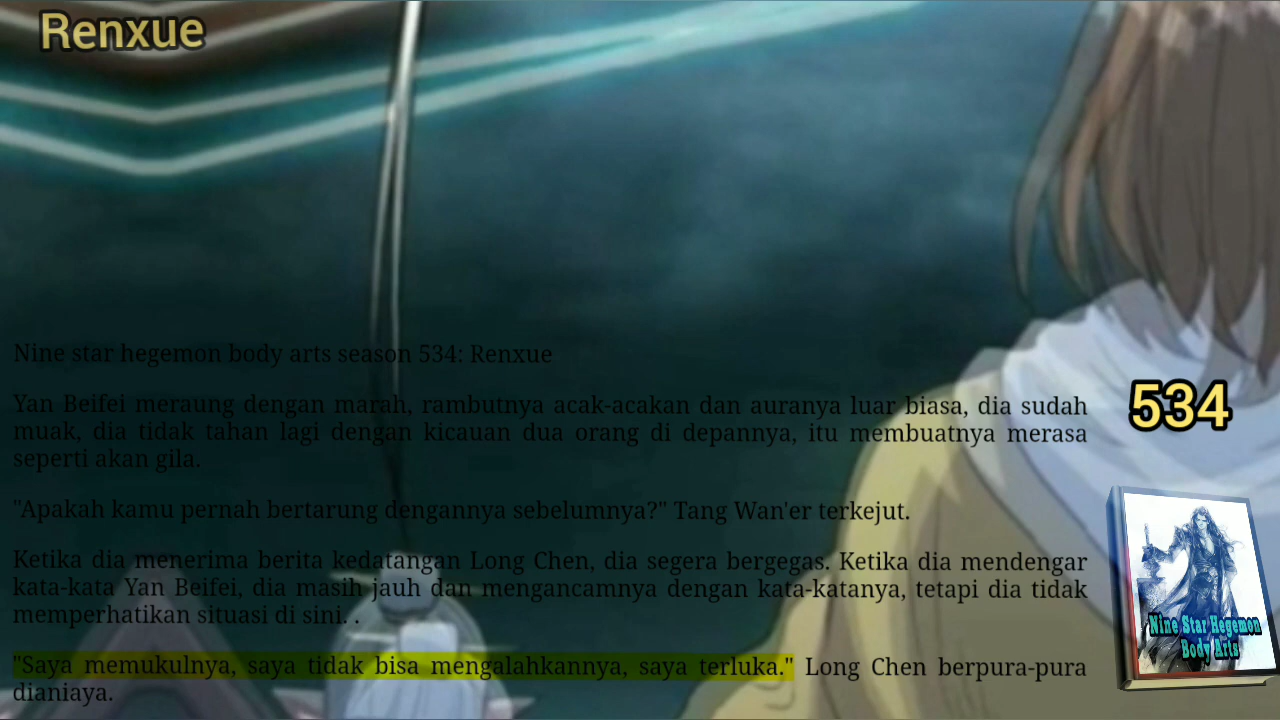 Renxue
Nine star hegemon body arts season 534: Renxue
Yan Beifei meraung dengan marah, rambutnya acak-acakan dan auranya luar biasa, dia sudah
muak, dia tidak tahan lagi dengan kicauan dua orang di depannya, itu membuatnya merasa
seperti akan gila.
"Apakah kamu pernah bertarung dengannya sebelumnya?" Tang Wan'er terkejut.
Ketika dia menerima berita kedatangan Long Chen, dia segera bergegas. Ketika dia mendengar
kata-kata Yan Beifei, dia masih jauh dan mengancamnya dengan kata-katanya, tetapi dia tidak
memperhatikan situasi di sini. .
"Saya memukulnya, saya tidak bisa mengalahkannya, saya terluka." Long Chen berpura-pura
dianiaya.
534
Nine Star Hegemon
Body Arts